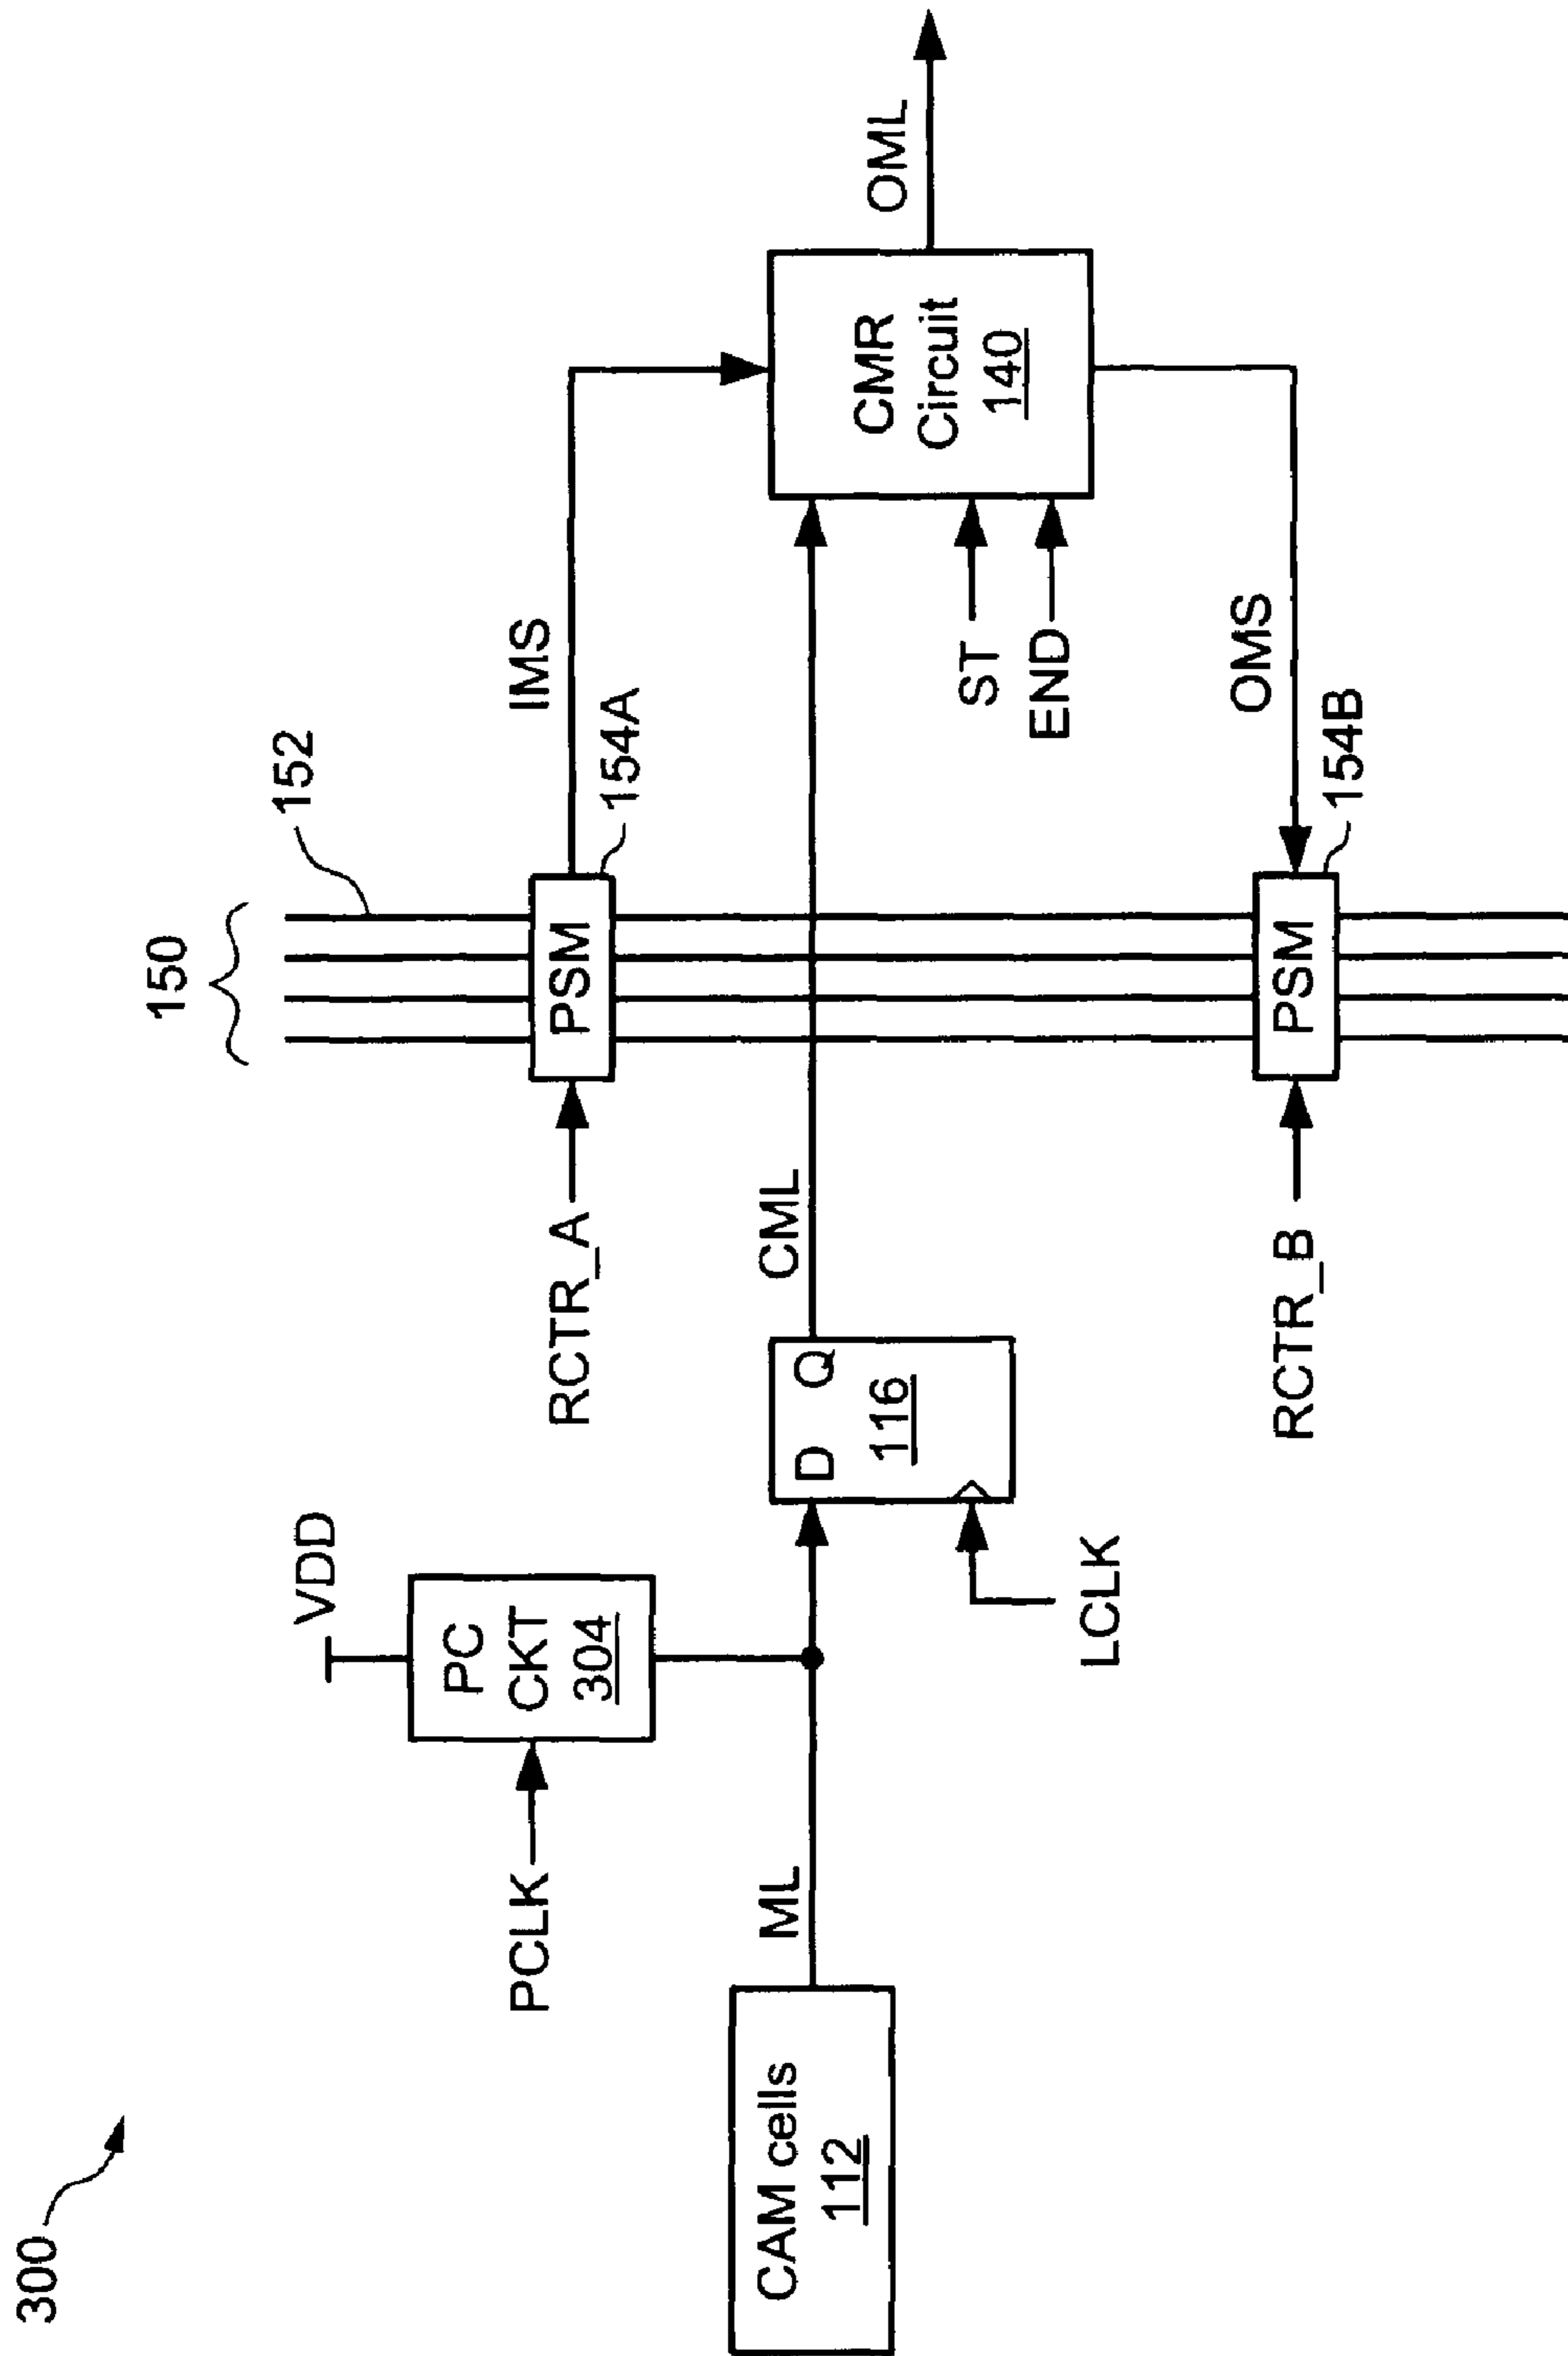 300
150
152
VDD
PCLK
PC
CKT
304
RCTR_A
PSM
154A
IMS
ML
CML
CAM cells
112
D Q
116
LCLK
CMR
Circuit
140
OML
ST
END
RCTR_B
PSM
154B
OMS